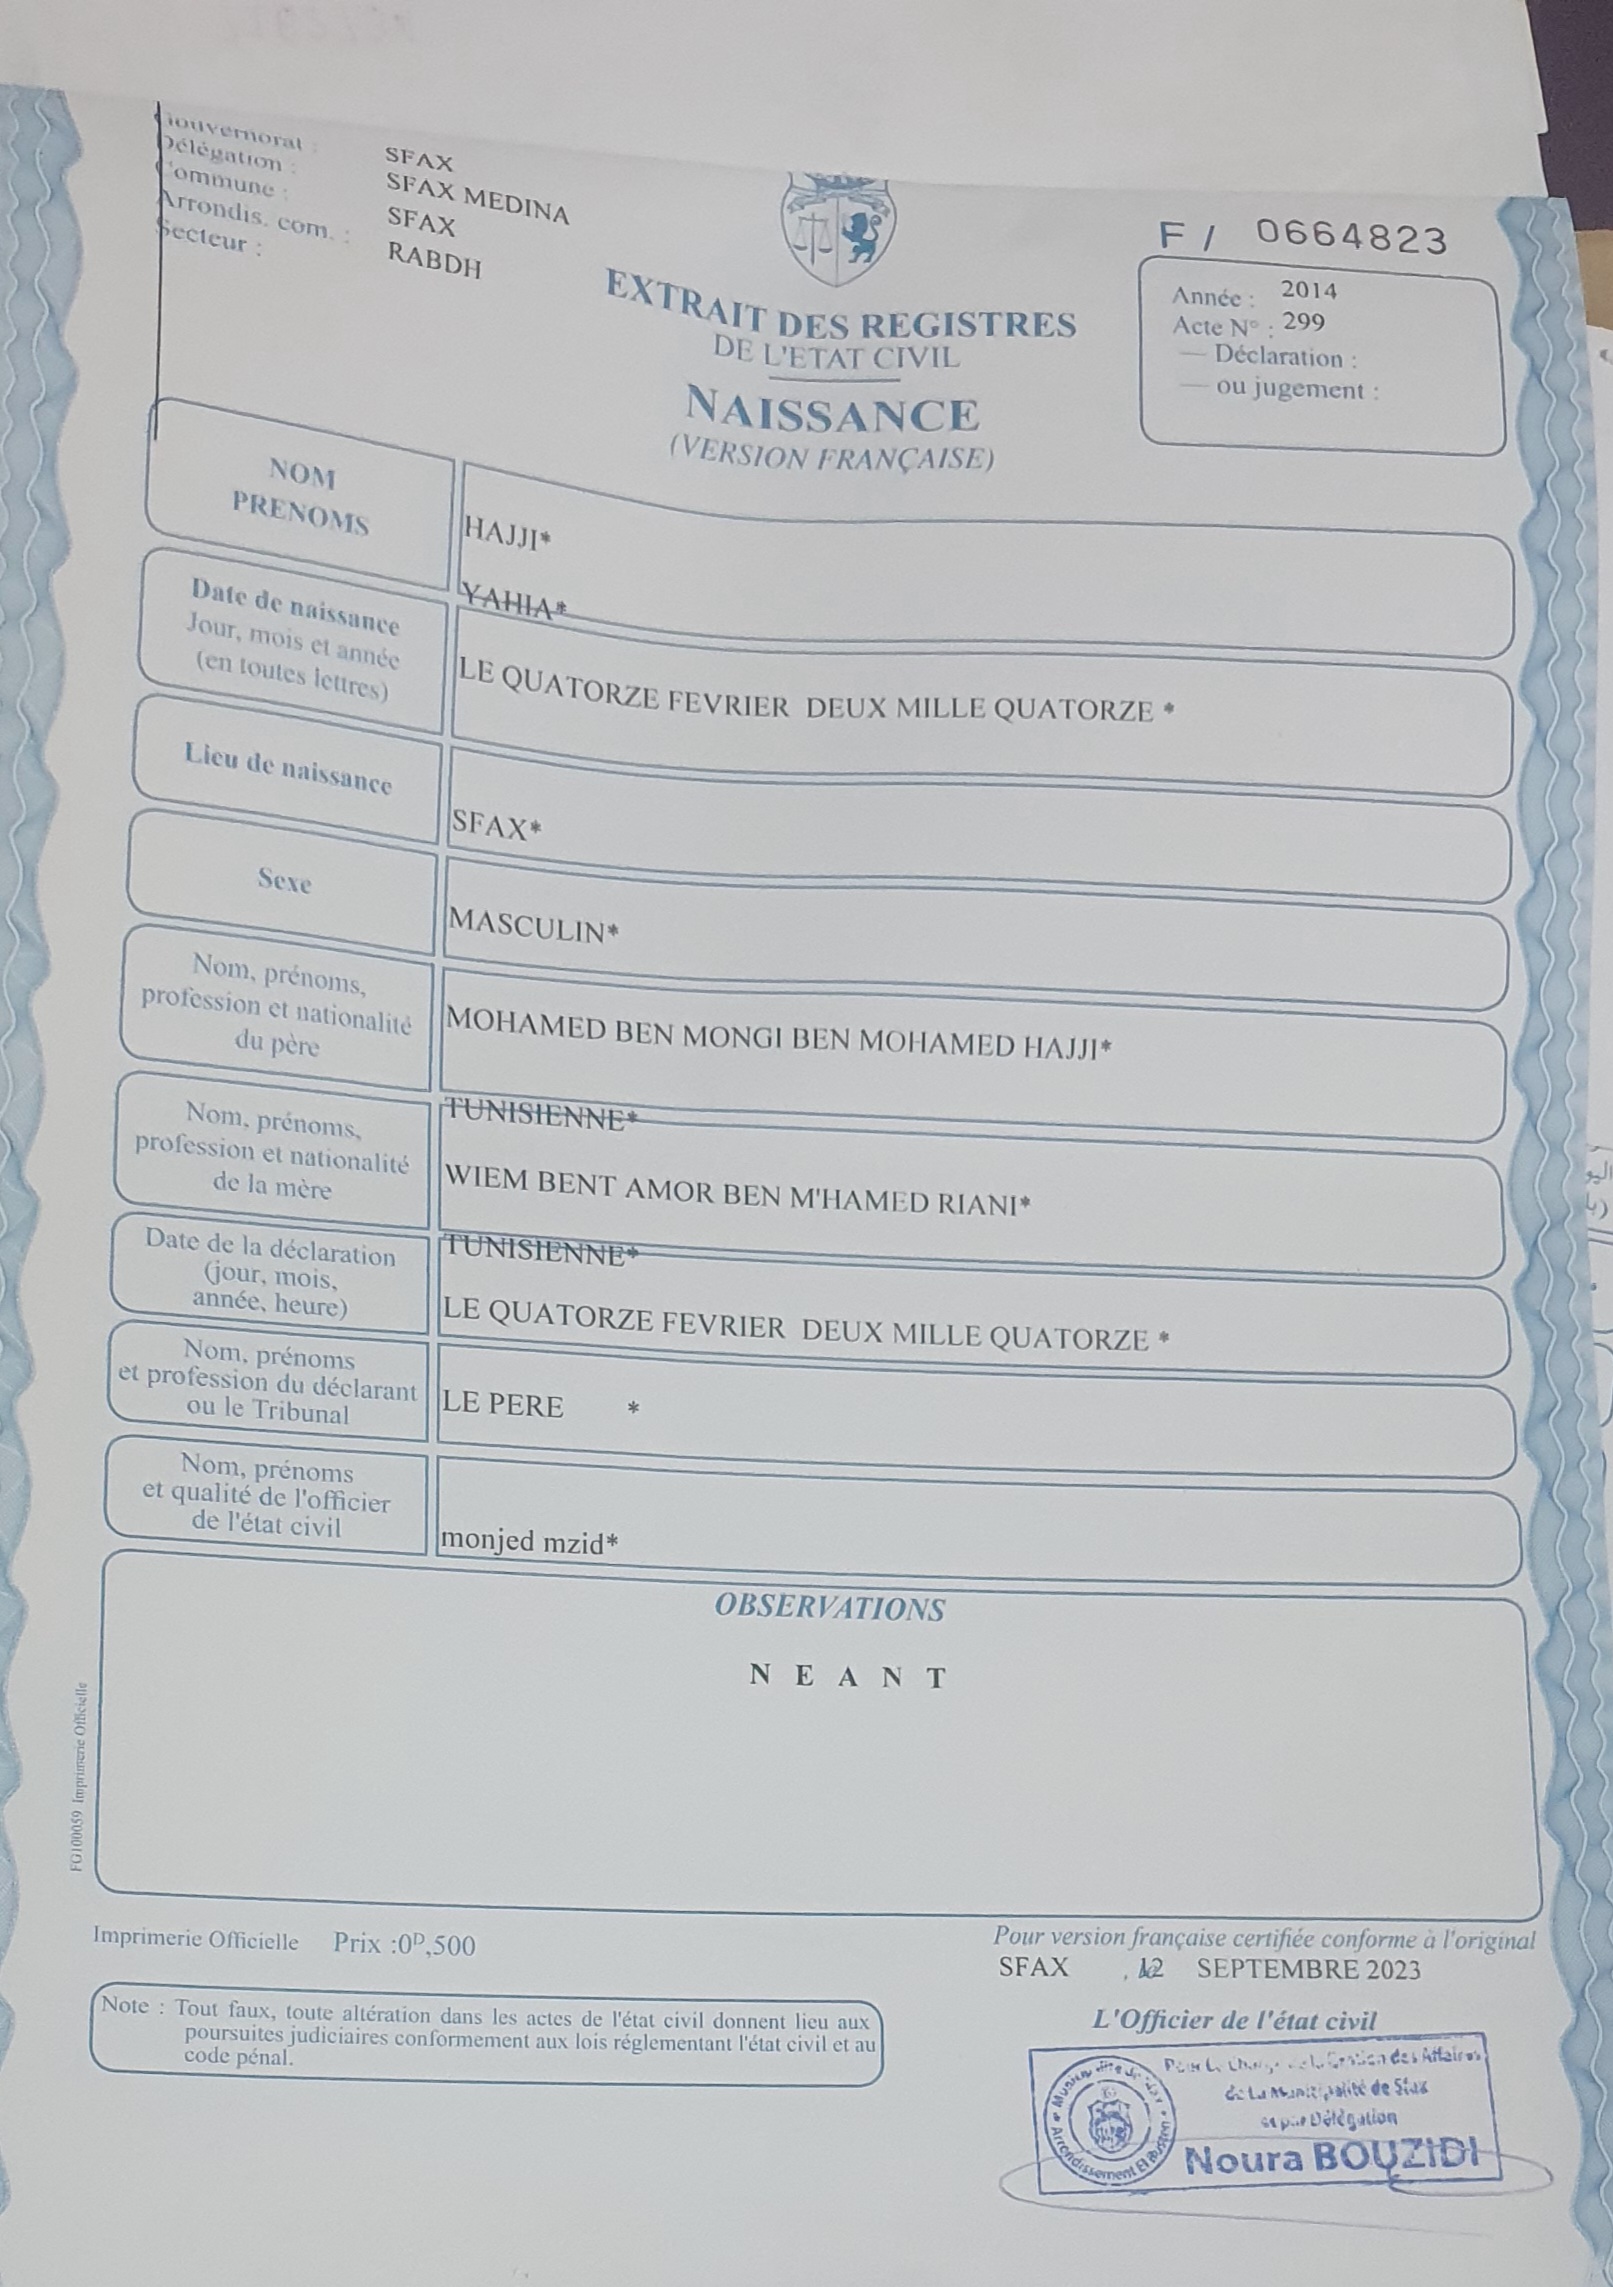 Gouvernorat : SFAX
Délégation : SFAX MEDINA
Commune : SFAX
Arrondis. com. : RABDH
Secteur :
F / 0664823
Année : 2014
Acte N° : 299
— Déclaration :
— ou jugement :
EXTRAIT DES REGISTRES
DE L'ETAT CIVIL
NAISSANCE
(VERSION FRANÇAISE)
NOM
PRENOMS
HAJJI*
YAHIA*
Date de naissance
Jour, mois et année
(en toutes lettres)
LE QUATORZE FEVRIER DEUX MILLE QUATORZE *
Lieu de naissance
SFAX*
Sexe
MASCULIN*
Nom, prénoms,
profession et nationalité
du père
MOHAMED BEN MONGI BEN MOHAMED HAJJI*
TUNISIENNE*
Nom, prénoms,
profession et nationalité
de la mère
WIEM BENT AMOR BEN M'HAMED RIANI*
TUNISIENNE*
Date de la déclaration
(jour, mois,
année, heure)
LE QUATORZE FEVRIER DEUX MILLE QUATORZE *
Nom, prénoms
et profession du déclarant
ou le Tribunal
LE PERE *
Nom, prénoms
et qualité de l'officier
de l'état civil
monjed mzid*
OBSERVATIONS
N E A N T
FG100059 Imprimerie Officielle
Imprimerie Officielle Prix :0D,500
Pour version française certifiée conforme à l'original
SFAX , 12 SEPTEMBRE 2023
Note : Tout faux, toute altération dans les actes de l'état civil donnent lieu aux
poursuites judiciaires conformement aux lois réglementant l'état civil et au
code pénal.
L'Officier de l'état civil
des Affaires
de La Municipalité de Sfax
et par Délégation
Noura BOUZIDI
Arrondissement El Bosten